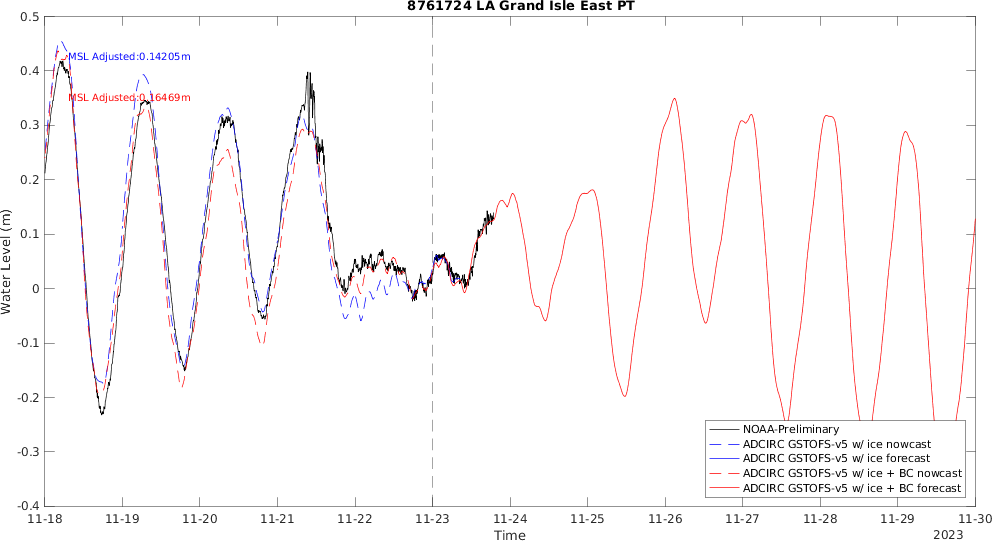 8761724 LA Grand Isle East PT
0.5
0.4
0.3
0.2
0.1
0
-0.1
-0.2
-0.3
-0.4
Water Level (m)
MSL Adjusted:0.14205m
MSL Adjusted:0.16469m
NOAA-Preliminary
ADCIRC GSTOFS-v5 w/ ice nowcast
ADCIRC GSTOFS-v5 w/ ice forecast
ADCIRC GSTOFS-v5 w/ ice + BC nowcast
ADCIRC GSTOFS-v5 w/ ice + BC forecast
11-18 11-19 11-20 11-21 11-22 11-23 11-24 11-25 11-26 11-27 11-28 11-29 11-30
Time
2023